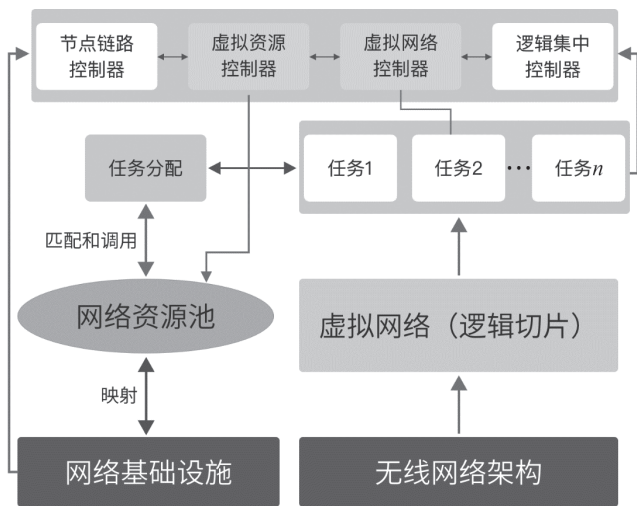 节点链路
控制器
虚拟资源
控制器
虚拟网络
控制器
逻辑集中
控制器
任务分配
任务1
任务2
···
任务n
匹配和调用
网络资源池
虚拟网络（逻辑切片）
映射
网络基础设施
无线网络架构